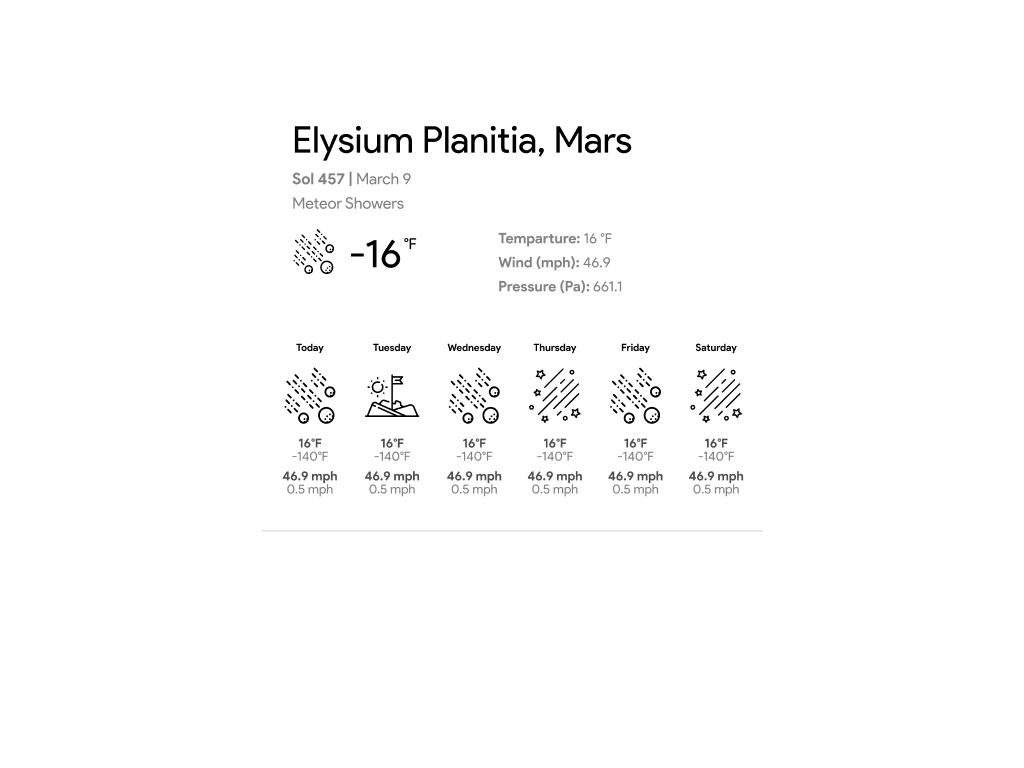 Elysium Planitia, Mars
Sol 457 | March 9
Meteor Showers
-16 °F
Temparture: 16 °F
Wind (mph): 46.9
Pressure (Pa): 661.1
Today Tuesday Wednesday Thursday Friday Saturday
16°F 16°F 16°F 16°F 16°F 16°F
-140°F -140°F -140°F -140°F -140°F -140°F
46.9 mph 46.9 mph 46.9 mph 46.9 mph 46.9 mph 46.9 mph
0.5 mph 0.5 mph 0.5 mph 0.5 mph 0.5 mph 0.5 mph